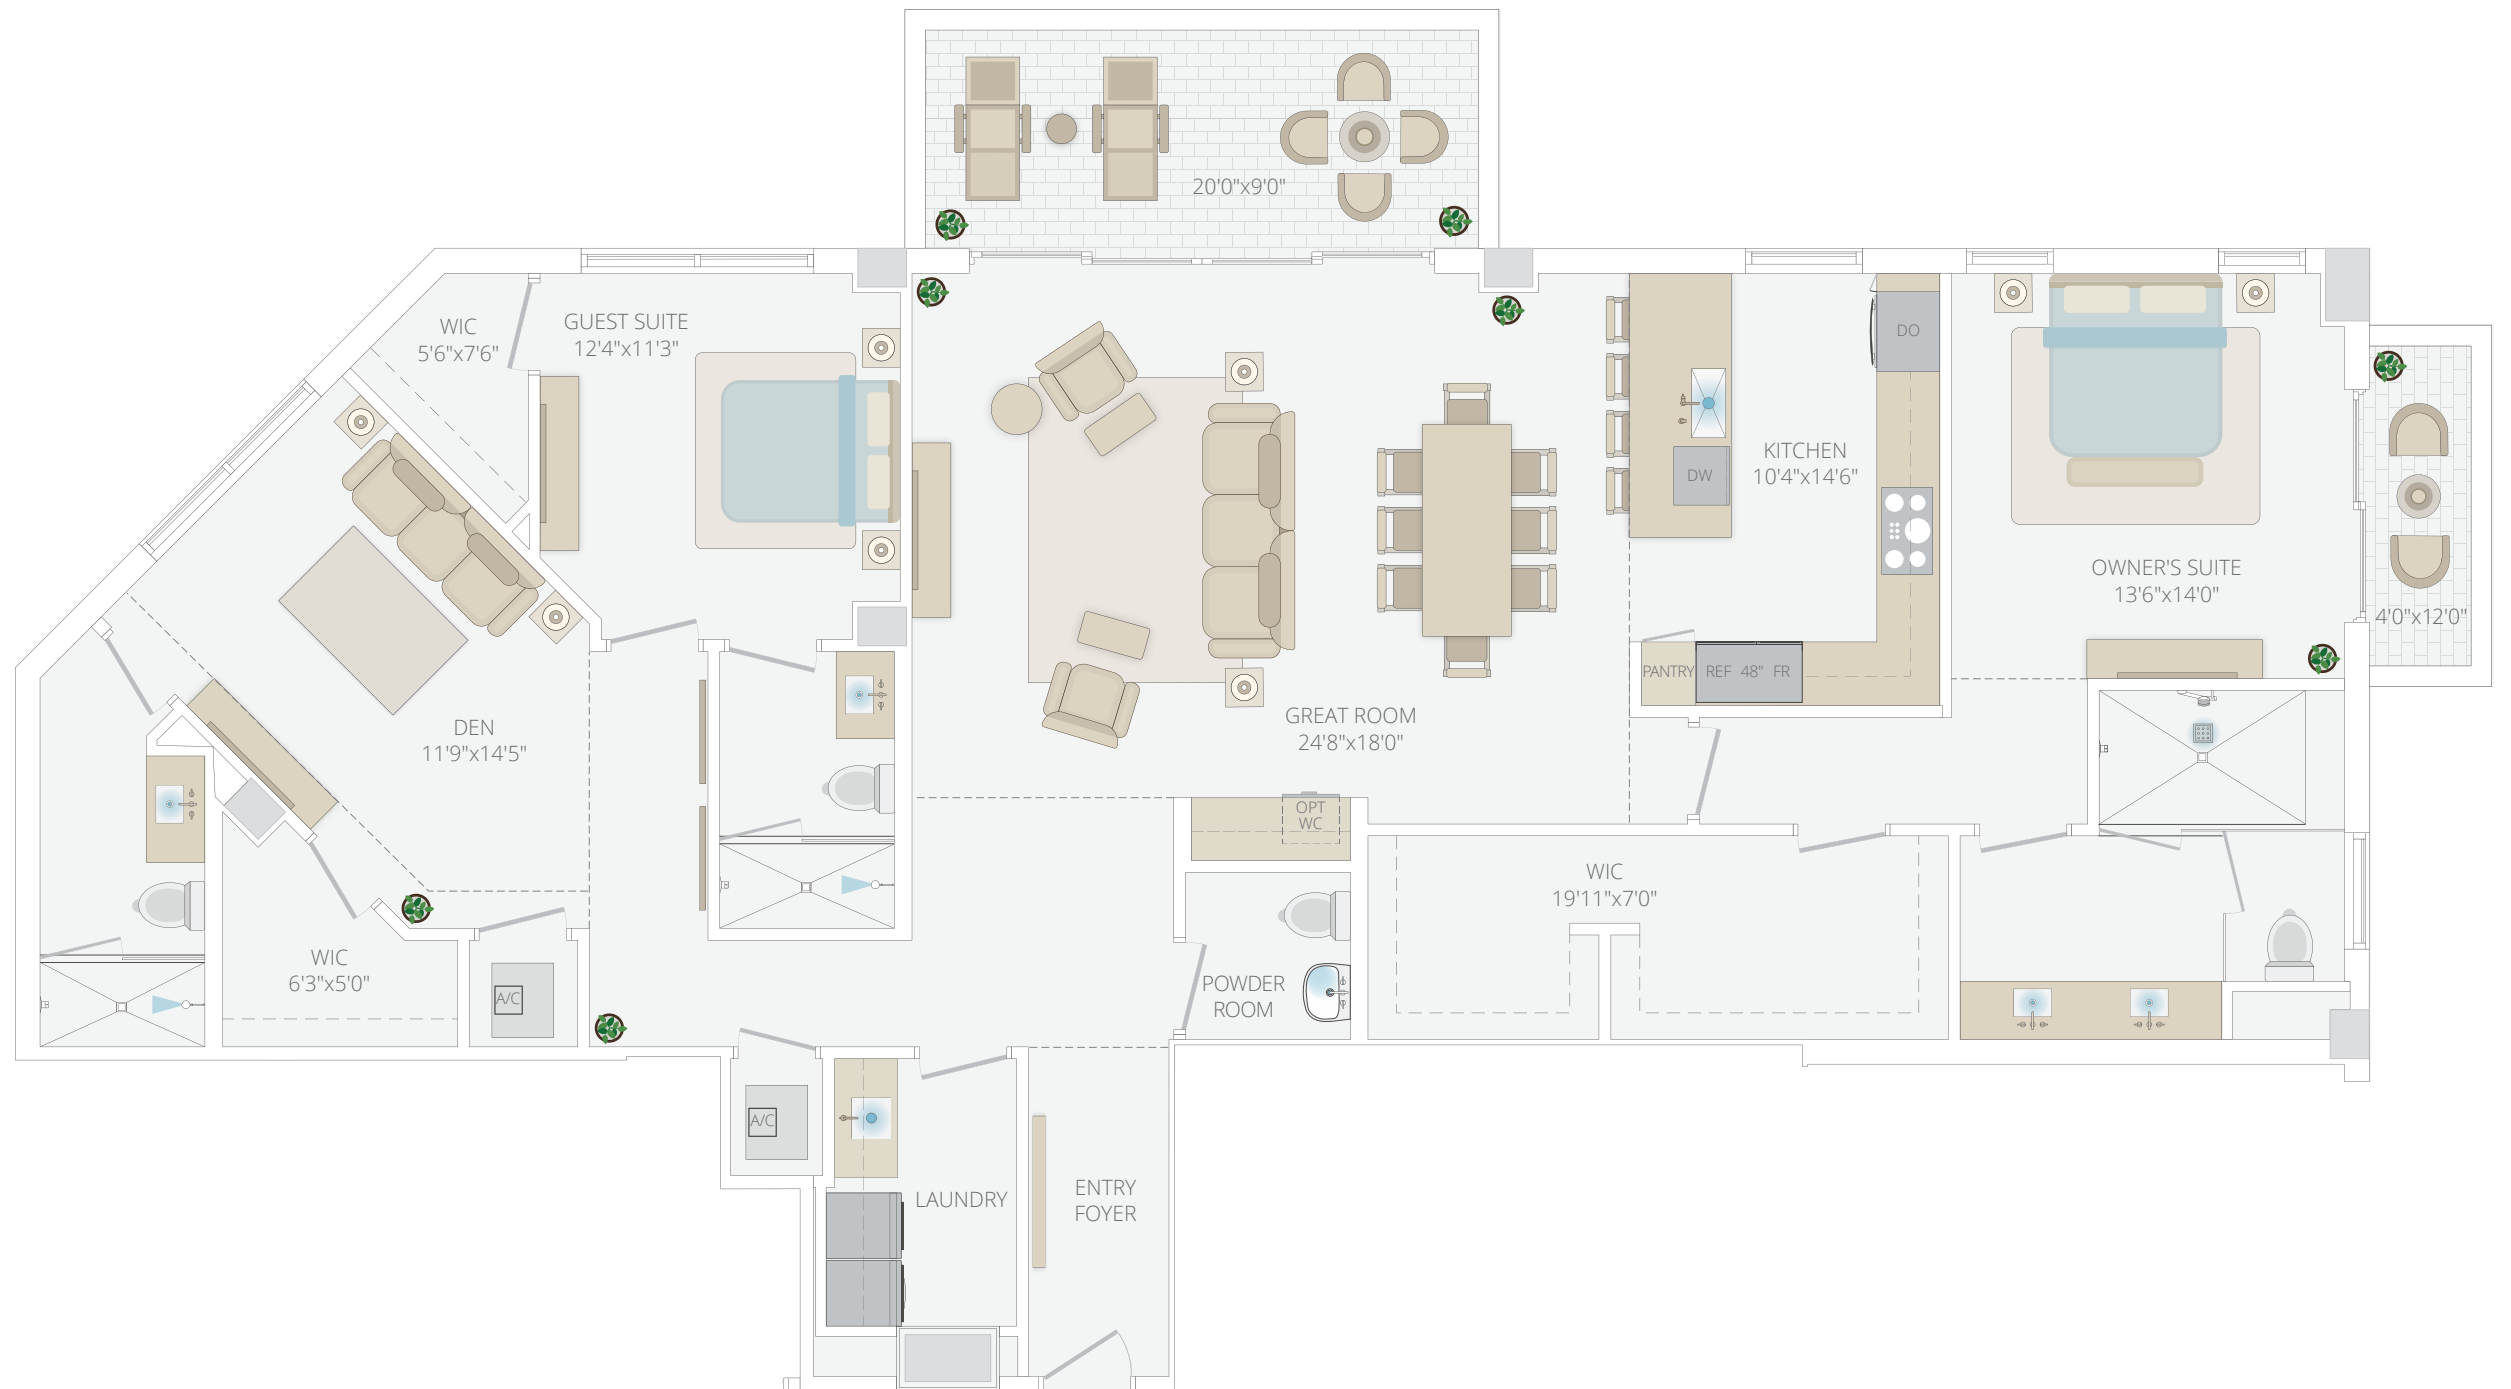 20'0"x9'0"
WIC
5'6"x7'6"
GUEST SUITE
12'4"x11'3"
DO
KITCHEN
10'4"x14'6"
DW
OWNER'S SUITE
13'6"x14'0"
4'0"x12'0"
PANTRY
REF 48" FR
DEN
11'9"x14'5"
GREAT ROOM
24'8"x18'0"
OPT
WC
WIC
19'11"x7'0"
WIC
6'3"x5'0"
A/C
POWDER
ROOM
A/C
LAUNDRY
ENTRY
FOYER